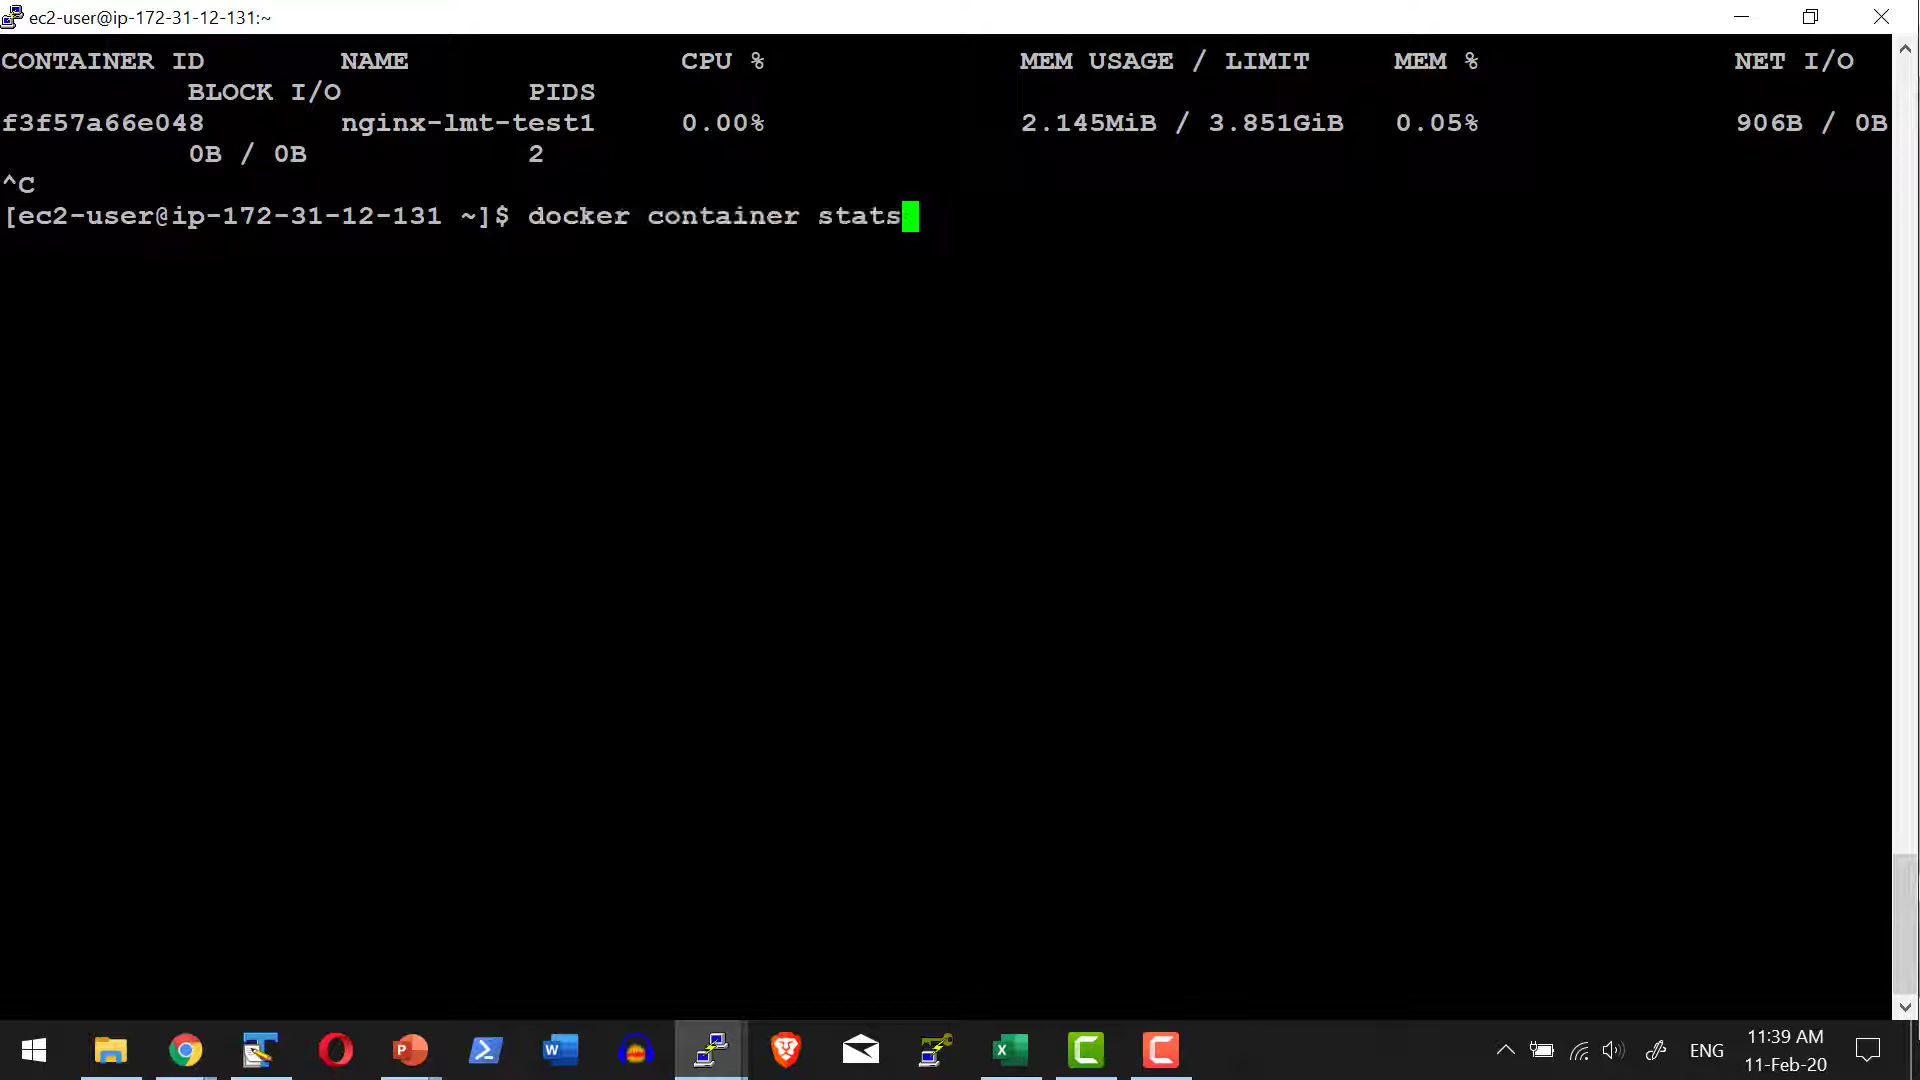 ec2-user@ip-172-31-12-131:~
CONTAINER ID NAME CPU % MEM USAGE / LIMIT MEM % NET I/O
BLOCK I/O PIDS
f3f57a66e048 nginx-lmt-test1 0.00% 2.145MiB / 3.851GiB 0.05% 906B / 0B
0B / 0B 2
^C
[ec2-user@ip-172-31-12-131 ~]$ docker container stats
ENG
11:39 AM
11-Feb-20